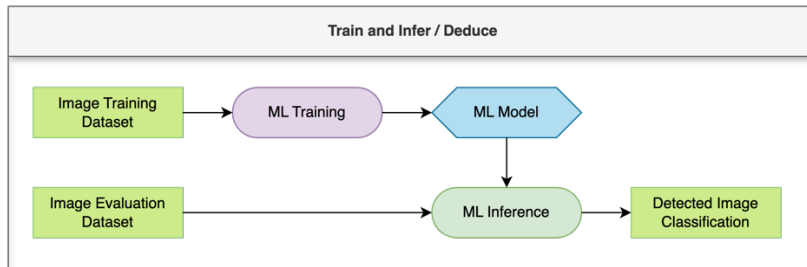 Train and Infer / Deduce
Image Training
Dataset
ML Training
ML Model
Image Evaluation
Dataset
ML Inference
Detected Image
Classification